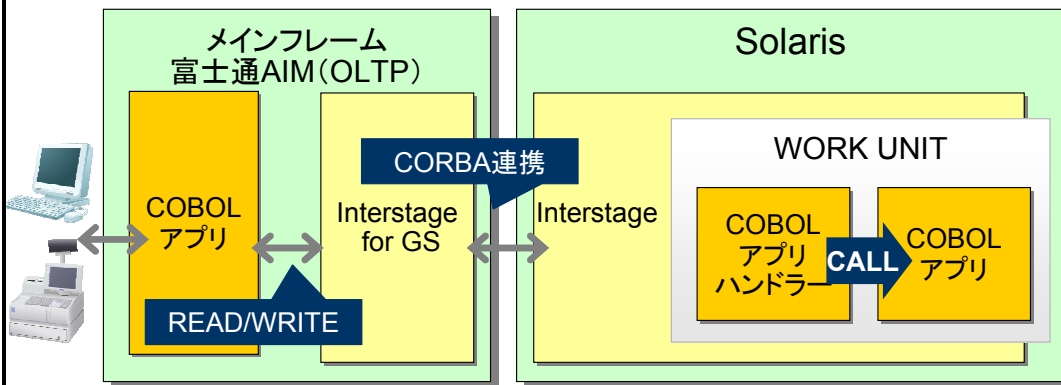 メインフレーム
富士通AIM(OLTP)
Solaris
CORBA連携
WORK UNIT
COBOL
アプリ
Interstage
for GS
Interstage
COBOL
アプリ
ハンドラー
CALL
COBOL
アプリ
READ/WRITE